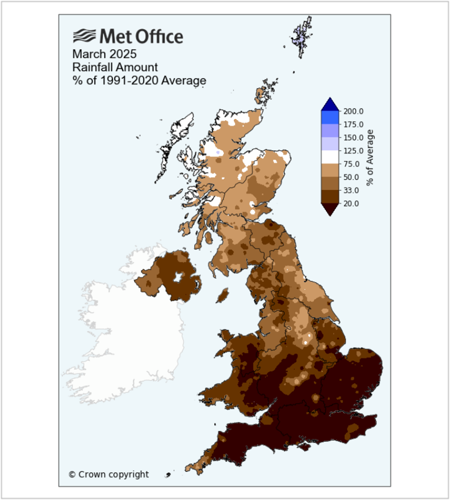 Met Office
March 2025
Rainfall Amount
% of 1991-2020 Average
200.0
175.0
150.0
125.0
75.0
50.0
33.0
20.0
% of Average
© Crown copyright